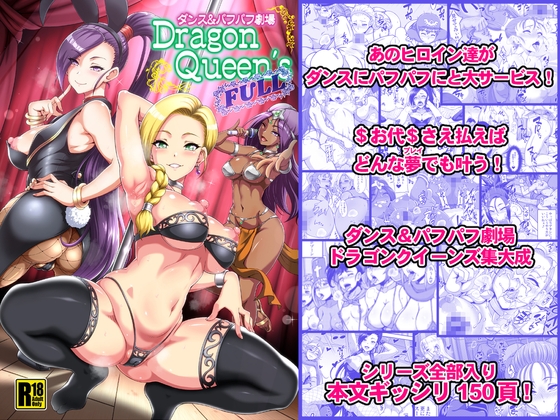 ダンス&パフパフ劇場
Dragon
Queen's
FULL
R18
Adult
Only
あのヒロイン達が
ダンスにパフパフにと大サービス!
$お代$さえ払えば
どんな夢でも叶う!
プレイ
ダンス&パフパフ劇場
ドラゴンクイーンズ集大成
シリーズ全部入り
本文ギッシリ150頁!